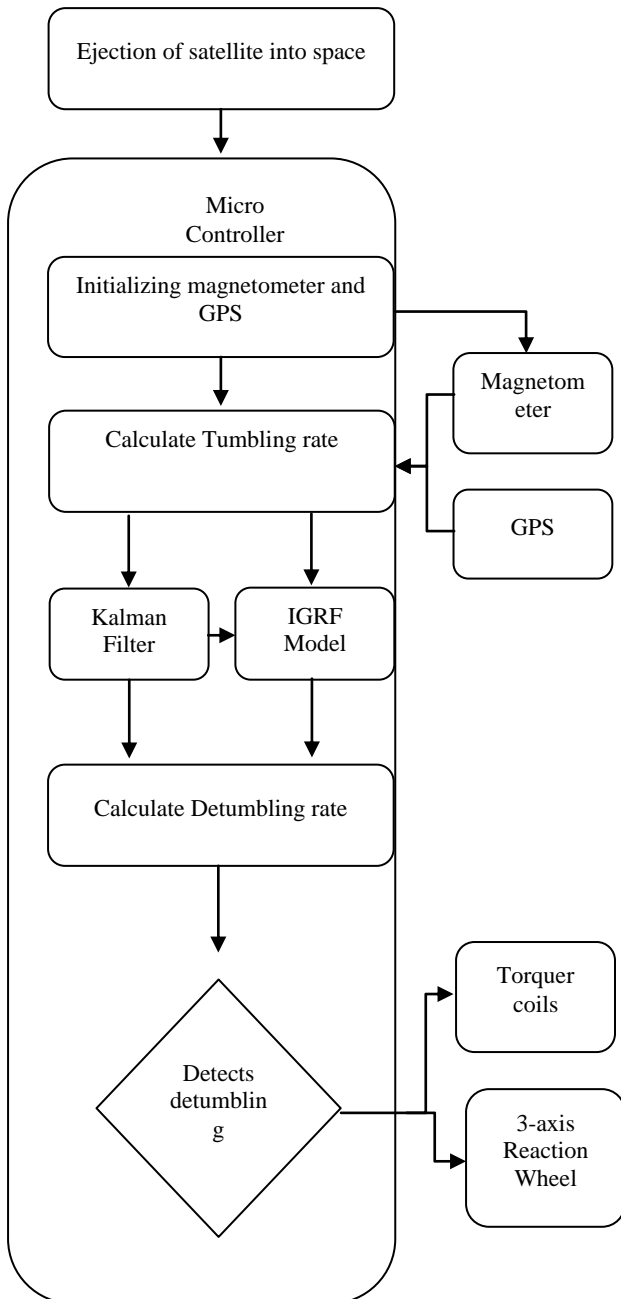 Ejection of satellite into space
Micro
Controller
Initializing magnetometer and
GPS
Magnetom
eter
Calculate Tumbling rate
GPS
Kalman
Filter
IGRF
Model
Calculate Detumbling rate
Torquer
coils
Detects
detumblin
g
3-axis
Reaction
Wheel